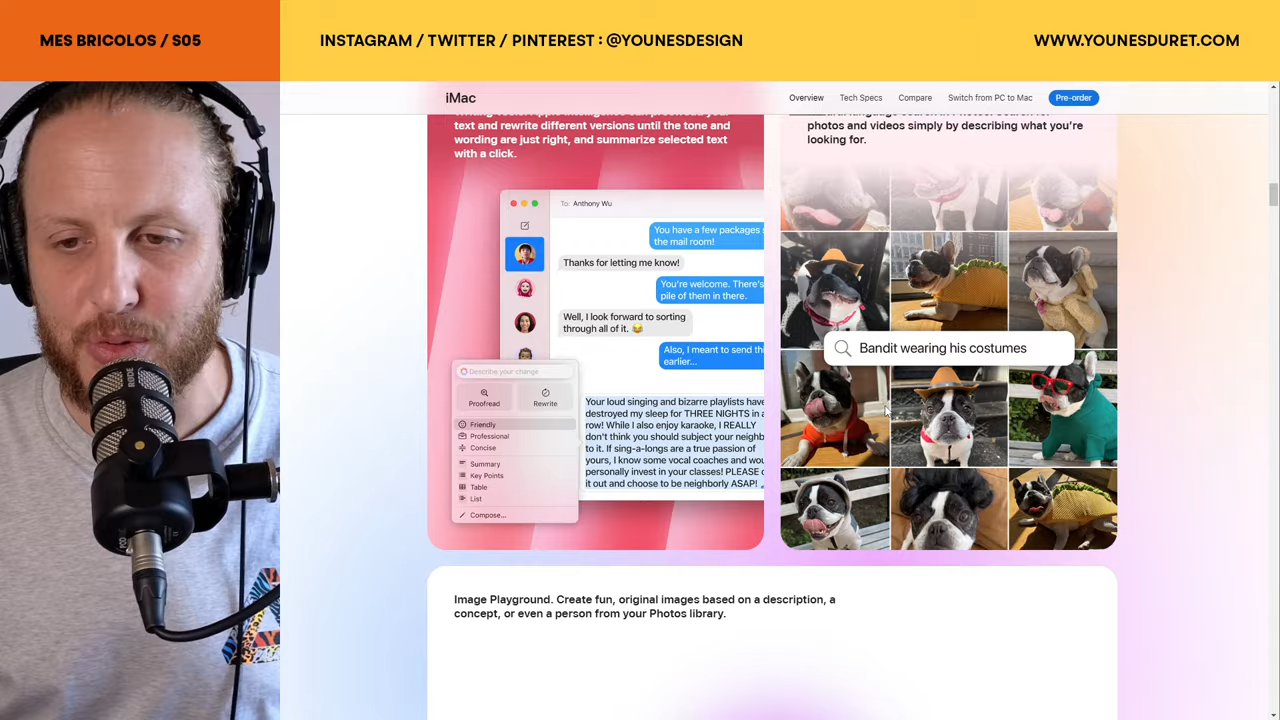 MES BRICOLOS / S05
INSTAGRAM / TWITTER / PINTEREST : @YOUNESDESIGN
WWW.YOUNESDURET.COM
iMac
Overview
Tech Specs
Compare
Switch from PC to Mac
Pre-order
text and rewrite different versions until the tone and
wording are just right, and summarize selected text
with a click.
photos and videos simply by describing what you're
looking for.
To: Anthony Wu
You have a few packages
the mail room!
Thanks for letting me know!
You're welcome. There's
pile of them in there.
Well, I look forward to sorting
through all of it. 😂
Also, I meant to send th
earlier...
Describe your change
Proofread
Rewrite
Friendly
Professional
Concise
Summary
Key Points
Table
List
Compose...
Your loud singing and bizarre playlists have
destroyed my sleep for THREE NIGHTS in a
row! While I also enjoy karaoke, I REALLY
don't think you should subject your neighb
to it. If sing-a-longs are a true passion of
yours, I know some vocal coaches and wou
personally invest in your classes! PLEASE
it out and choose to be neighborly ASAP!
Bandit wearing his costumes
Image Playground. Create fun, original images based on a description, a
concept, or even a person from your Photos library.
RØDE